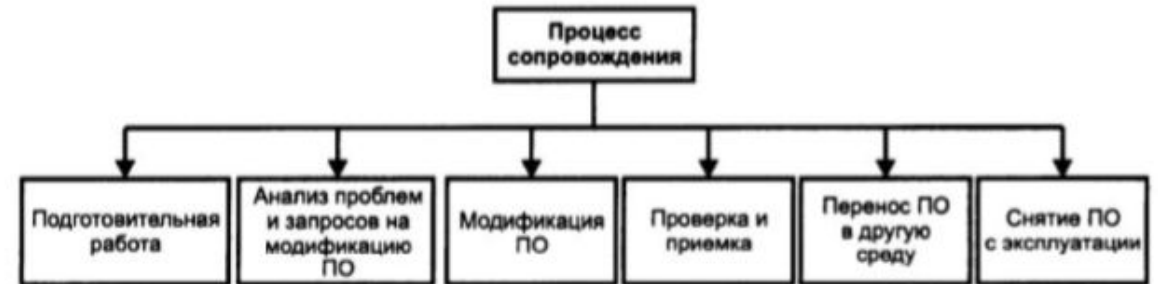 Процесс
сопровождения
Подготовительная
работа
Анализ проблем
и запросов на
модификацию
ПО
Модификация
ПО
Проверка и
приемка
Перенос ПО
в другую
среду
Снятие ПО
с эксплуатации